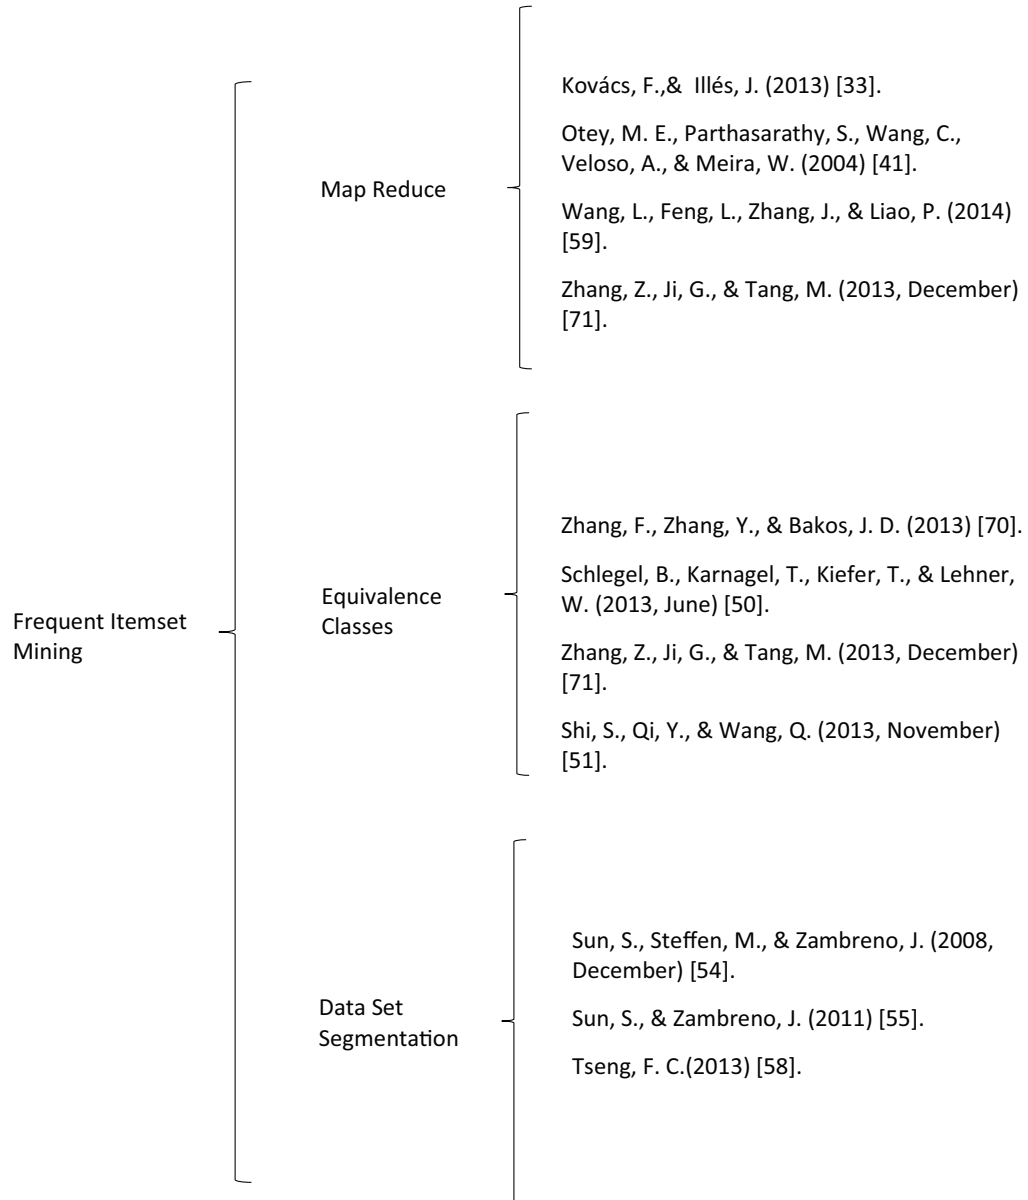 Frequent Itemset
Mining
Map Reduce
Kovács, F.,&  Illés, J. (2013) [33].
Otey, M. E., Parthasarathy, S., Wang, C.,
Veloso, A., & Meira, W. (2004) [41].
Wang, L., Feng, L., Zhang, J., & Liao, P. (2014)
[59].
Zhang, Z., Ji, G., & Tang, M. (2013, December)
[71].
Equivalence
Classes
Zhang, F., Zhang, Y., & Bakos, J. D. (2013) [70].
Schlegel, B., Karnagel, T., Kiefer, T., & Lehner,
W. (2013, June) [50].
Zhang, Z., Ji, G., & Tang, M. (2013, December)
[71].
Shi, S., Qi, Y., & Wang, Q. (2013, November)
[51].
Data Set
Segmentation
Sun, S., Steffen, M., & Zambreno, J. (2008,
December) [54].
Sun, S., & Zambreno, J. (2011) [55].
Tseng, F. C.(2013) [58].